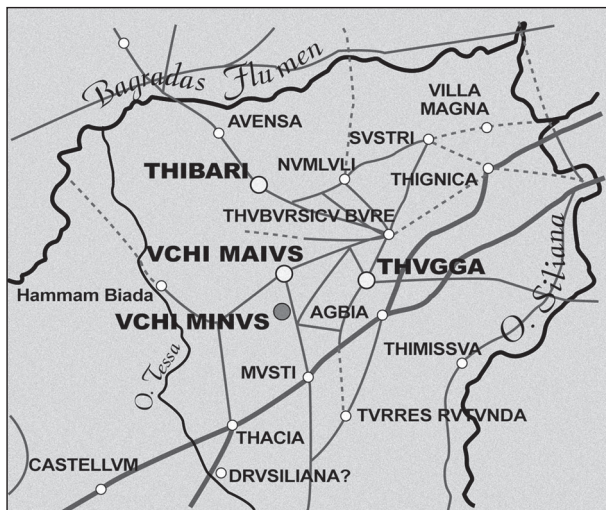 Bagradas Flumen
VILLA
MAGNA
AVENSA
SVSTRI
NVMLVLI
THIBARI
THIGNICA
THVBVRSICV BVRE
VCHI MAIVS
THVGGA
Hammam Biada
VCHI MINVS
AGBIA
O. Siliana
THIMISSVA
O. Tessa
MVSTI
TVRRES RVTVNDA
THACIA
CASTELLVM
DRVSILIANA?